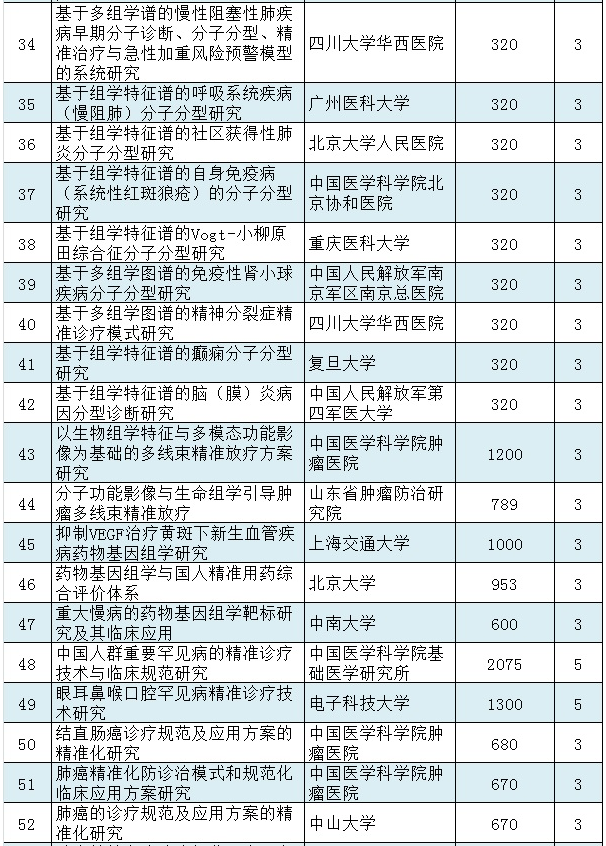 34 基于多组学谱的慢性阻塞性肺疾病早期分子诊断、分子分型、精准治疗与急性加重风险预警模型的系统研究 四川大学华西医院 320 3
35 基于组学特征谱的呼吸系统疾病（慢阻肺）分子分型研究 广州医科大学 320 3
36 基于组学特征谱的社区获得性肺炎分子分型研究 北京大学人民医院 320 3
37 基于组学特征谱的自身免疫病（系统性红斑狼疮）的分子分型研究 中国医学科学院北京协和医院 320 3
38 基于组学特征谱的Vogt-小柳原田综合征分子分型研究 重庆医科大学 320 3
39 基于多组学图谱的免疫性肾小球疾病分子分型研究 中国人民解放军南京军区南京总医院 320 3
40 基于多组学图谱的精神分裂症精准诊疗模式研究 四川大学华西医院 320 3
41 基于组学特征谱的癫痫分子分型研究 复旦大学 320 3
42 基于组学特征谱的脑（膜）炎病因分型诊断研究 中国人民解放军第四军医大学 320 3
43 以生物组学特征与多模态功能影像为基础的多线束精准放疗方案研究 中国医学科学院肿瘤医院 1200 3
44 分子功能影像与生命组学引导肿瘤多线束精准放疗 山东省肿瘤防治研究院 789 3
45 抑制VEGF治疗黄斑下新生血管疾病药物基因组学研究 上海交通大学 1000 3
46 药物基因组学与国人精准用药综合评价体系 北京大学 953 3
47 重大慢病的药物基因组学靶标研究及其临床应用 中南大学 600 3
48 中国人群重要罕见病的精准诊疗技术与临床规范研究 中国医学科学院基础医学研究所 2075 5
49 眼耳鼻喉口腔罕见病精准诊疗技术研究 电子科技大学 1300 5
50 结直肠癌诊疗规范及应用方案的精准化研究 中国医学科学院肿瘤医院 680 3
51 肺癌精准化防诊治模式和规范化临床应用方案研究 中国医学科学院肿瘤医院 670 3
52 肺癌的诊疗规范及应用方案的精准化研究 中山大学 670 3